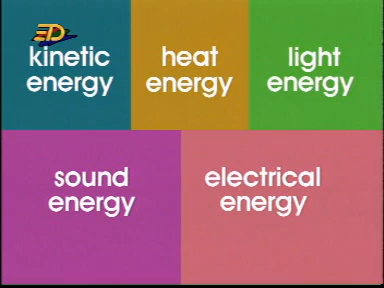 kinetic
energy
heat
energy
light
energy
sound
energy
electrical
energy